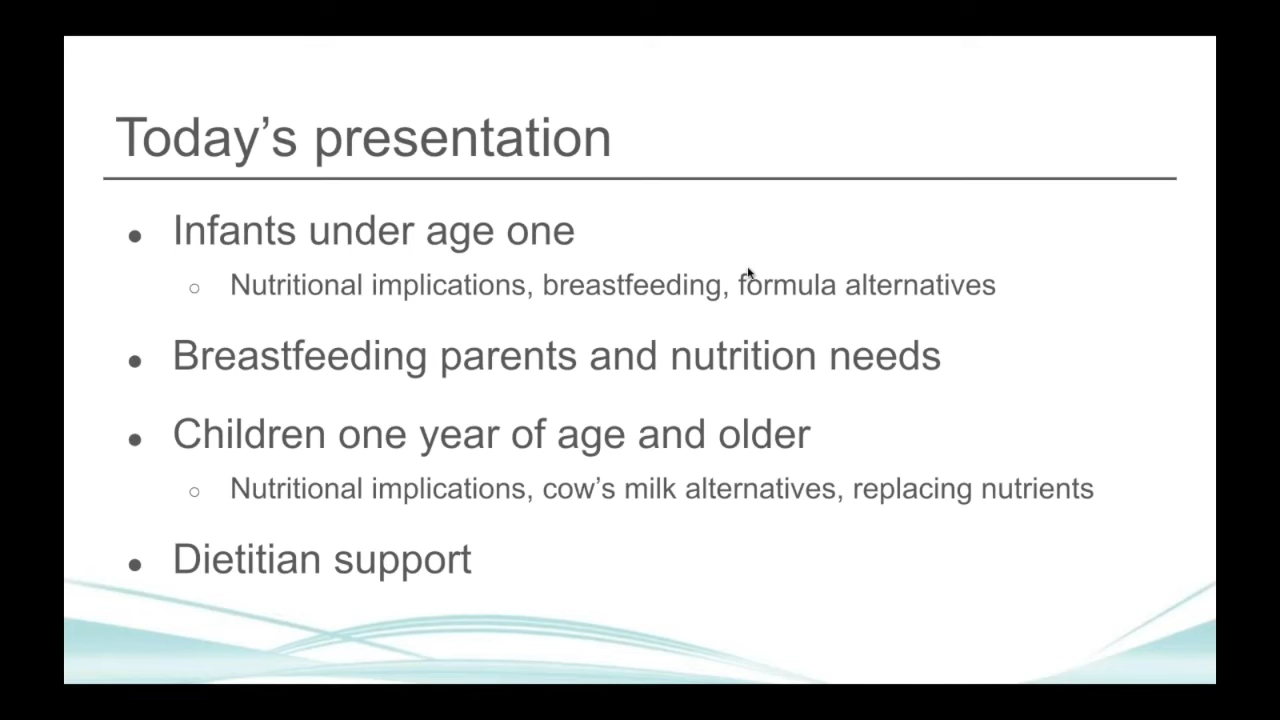 Today’s presentation
● Infants under age one
○ Nutritional implications, breastfeeding, formula alternatives
● Breastfeeding parents and nutrition needs
● Children one year of age and older
○ Nutritional implications, cow’s milk alternatives, replacing nutrients
● Dietitian support